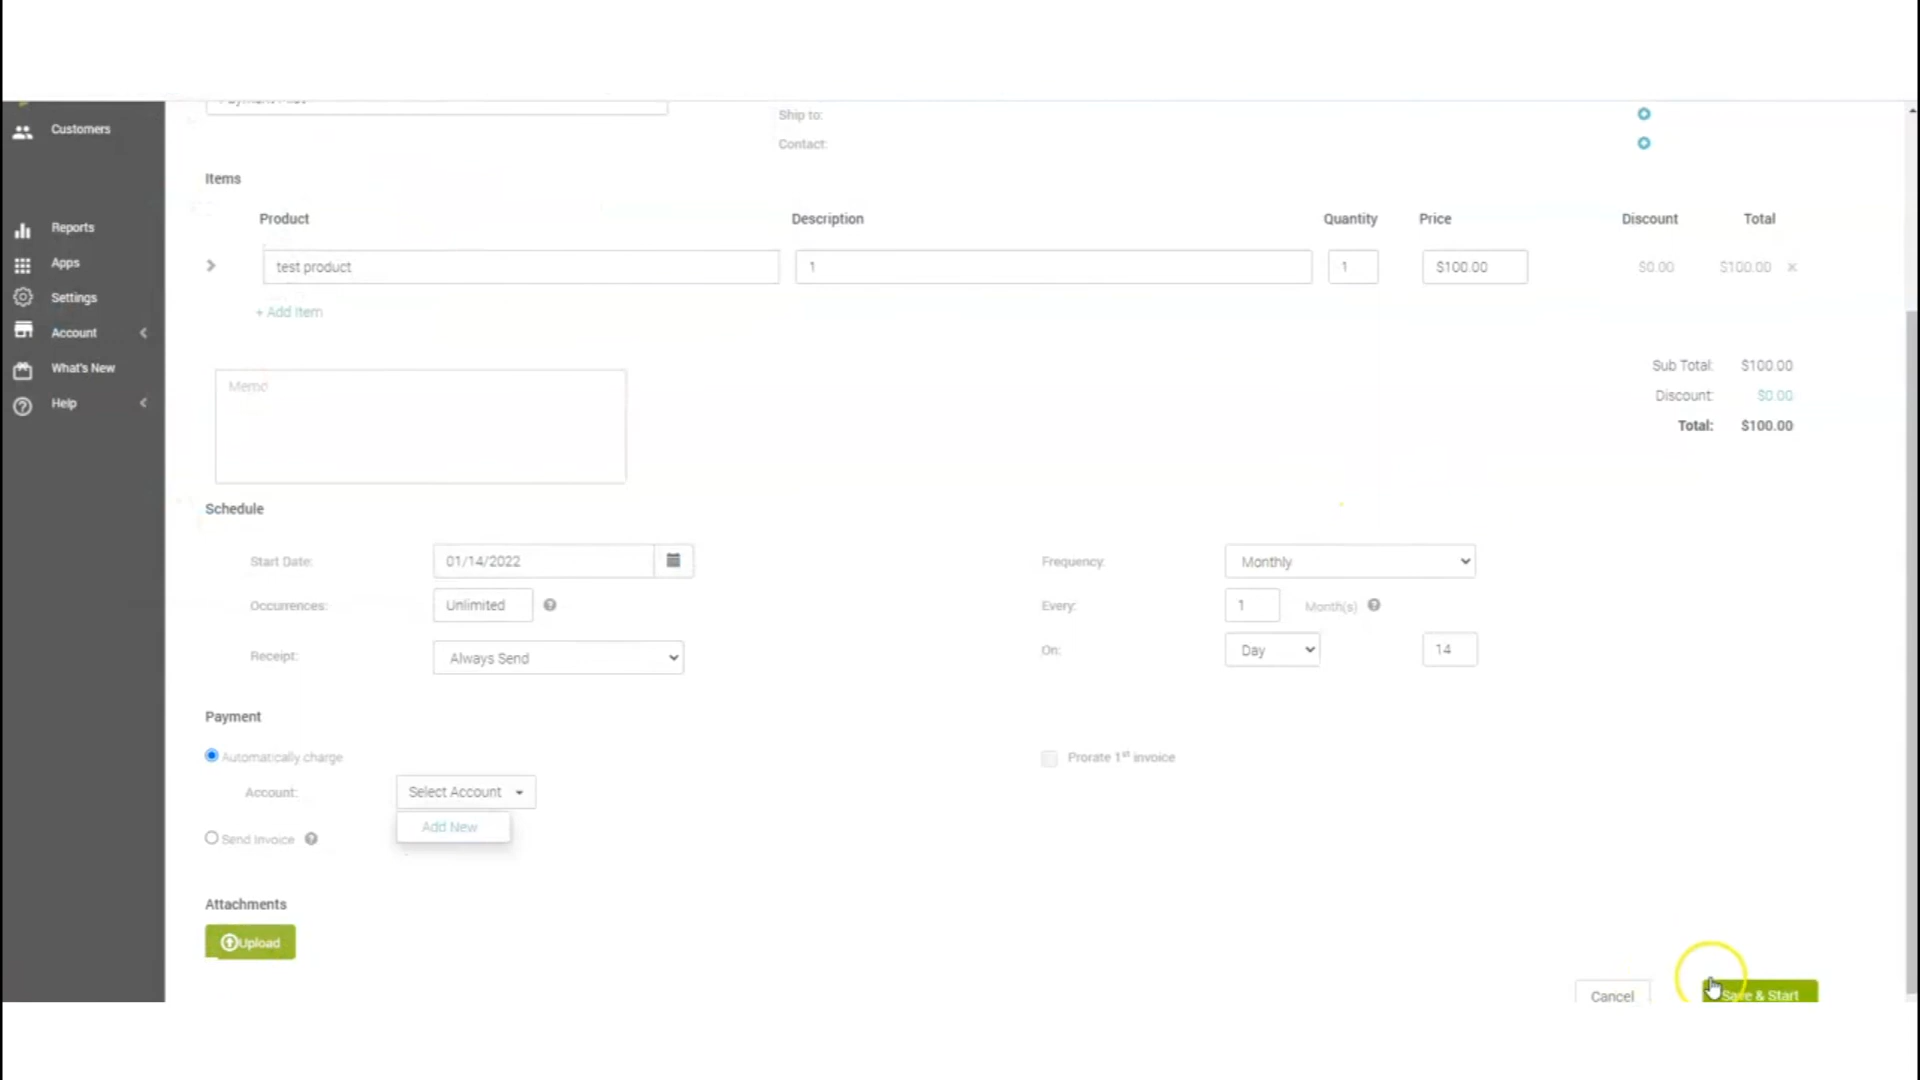 Customers
Ship to:
Contact:
Items
Reports
Apps
Settings
Account
What's New
Help
Product Description Quantity Price Discount Total
test product 1 1 $100.00 $0.00 $100.00 ×
+ Add Item
Memo
Sub Total: $100.00
Discount: $0.00
Total: $100.00
Schedule
Start Date: 01/14/2022 Frequency: Monthly
Occurrences: Unlimited Every: 1 Month(s)
Receipt: Always Send On: Day 14
Payment
Automatically charge Prorate 1st invoice
Account: Select Account
Add New
Send Invoice
Attachments
Upload
Cancel Save & Start